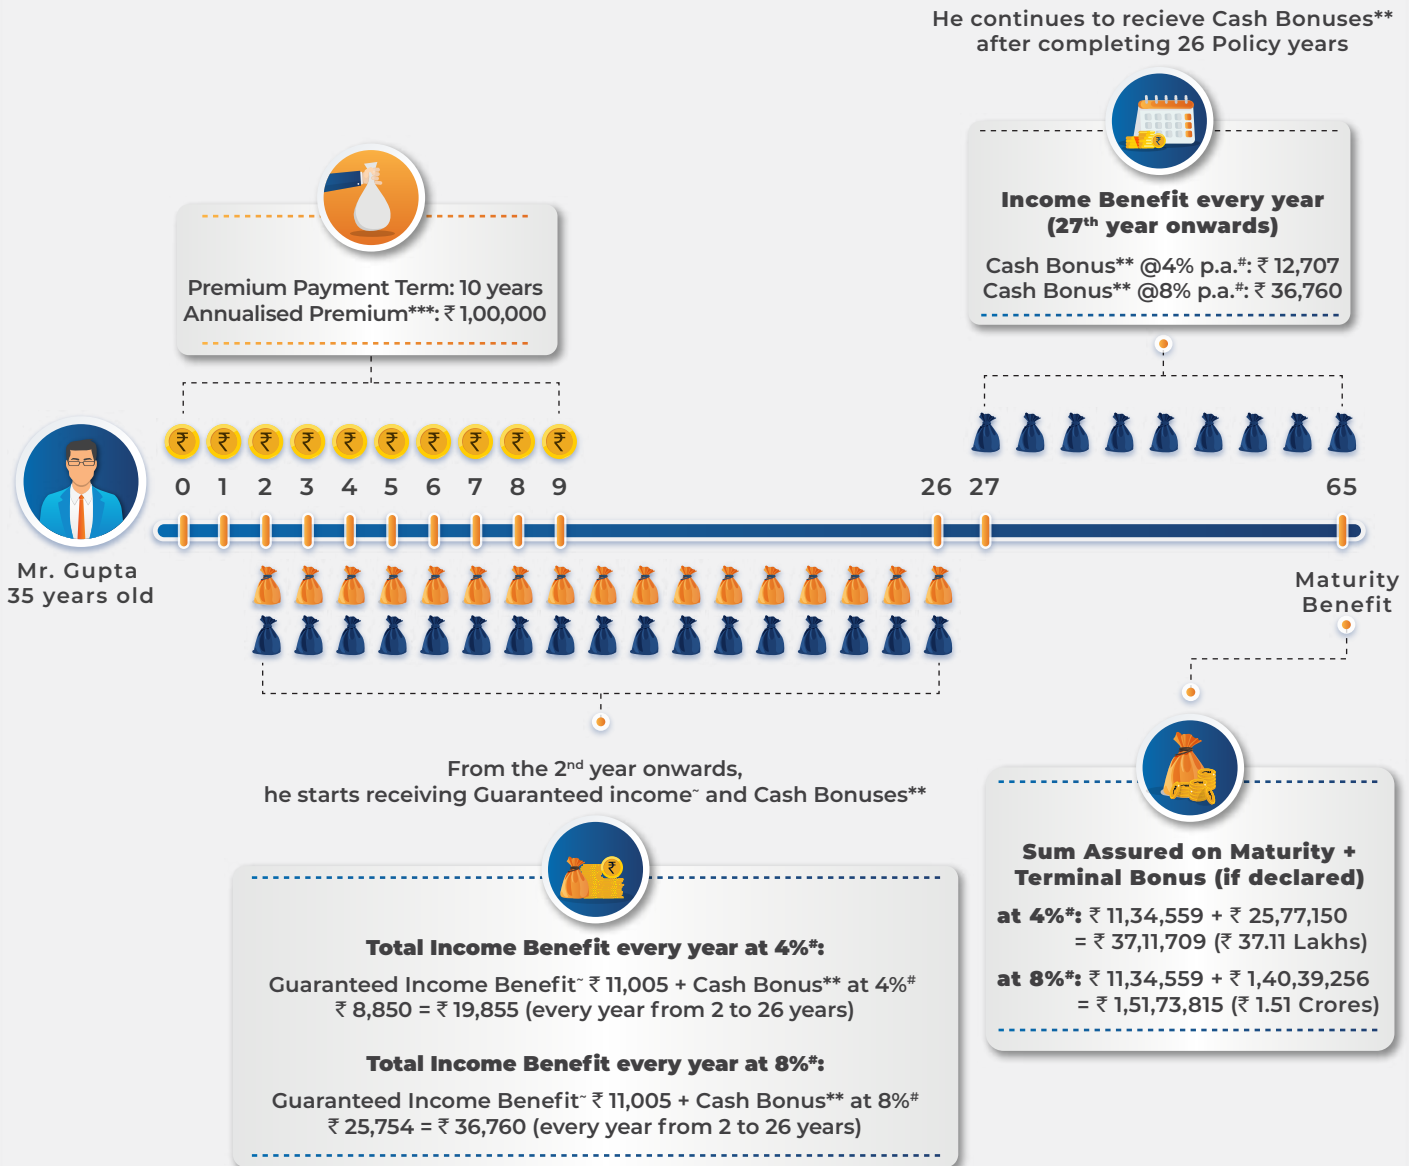 He continues to recieve Cash Bonuses**
after completing 26 Policy years
Income Benefit every year
(27th year onwards)
Cash Bonus** @4% p.a.#: ₹ 12,707
Cash Bonus** @8% p.a.#: ₹ 36,760
Premium Payment Term: 10 years
Annualised Premium***: ₹ 1,00,000
₹ ₹ ₹ ₹ ₹ ₹ ₹ ₹ ₹ ₹
0 1 2 3 4 5 6 7 8 9 26 27 65
Mr. Gupta
35 years old
Maturity
Benefit
From the 2nd year onwards,
he starts receiving Guaranteed income~ and Cash Bonuses**
Total Income Benefit every year at 4%#:
Guaranteed Income Benefit~ ₹ 11,005 + Cash Bonus** at 4%#
₹ 8,850 = ₹ 19,855 (every year from 2 to 26 years)
Total Income Benefit every year at 8%#:
Guaranteed Income Benefit~ ₹ 11,005 + Cash Bonus** at 8%#
₹ 25,754 = ₹ 36,760 (every year from 2 to 26 years)
Sum Assured on Maturity +
Terminal Bonus (if declared)
at 4%#: ₹ 11,34,559 + ₹ 25,77,150
= ₹ 37,11,709 (₹ 37.11 Lakhs)
at 8%#: ₹ 11,34,559 + ₹ 1,40,39,256
= ₹ 1,51,73,815 (₹ 1.51 Crores)